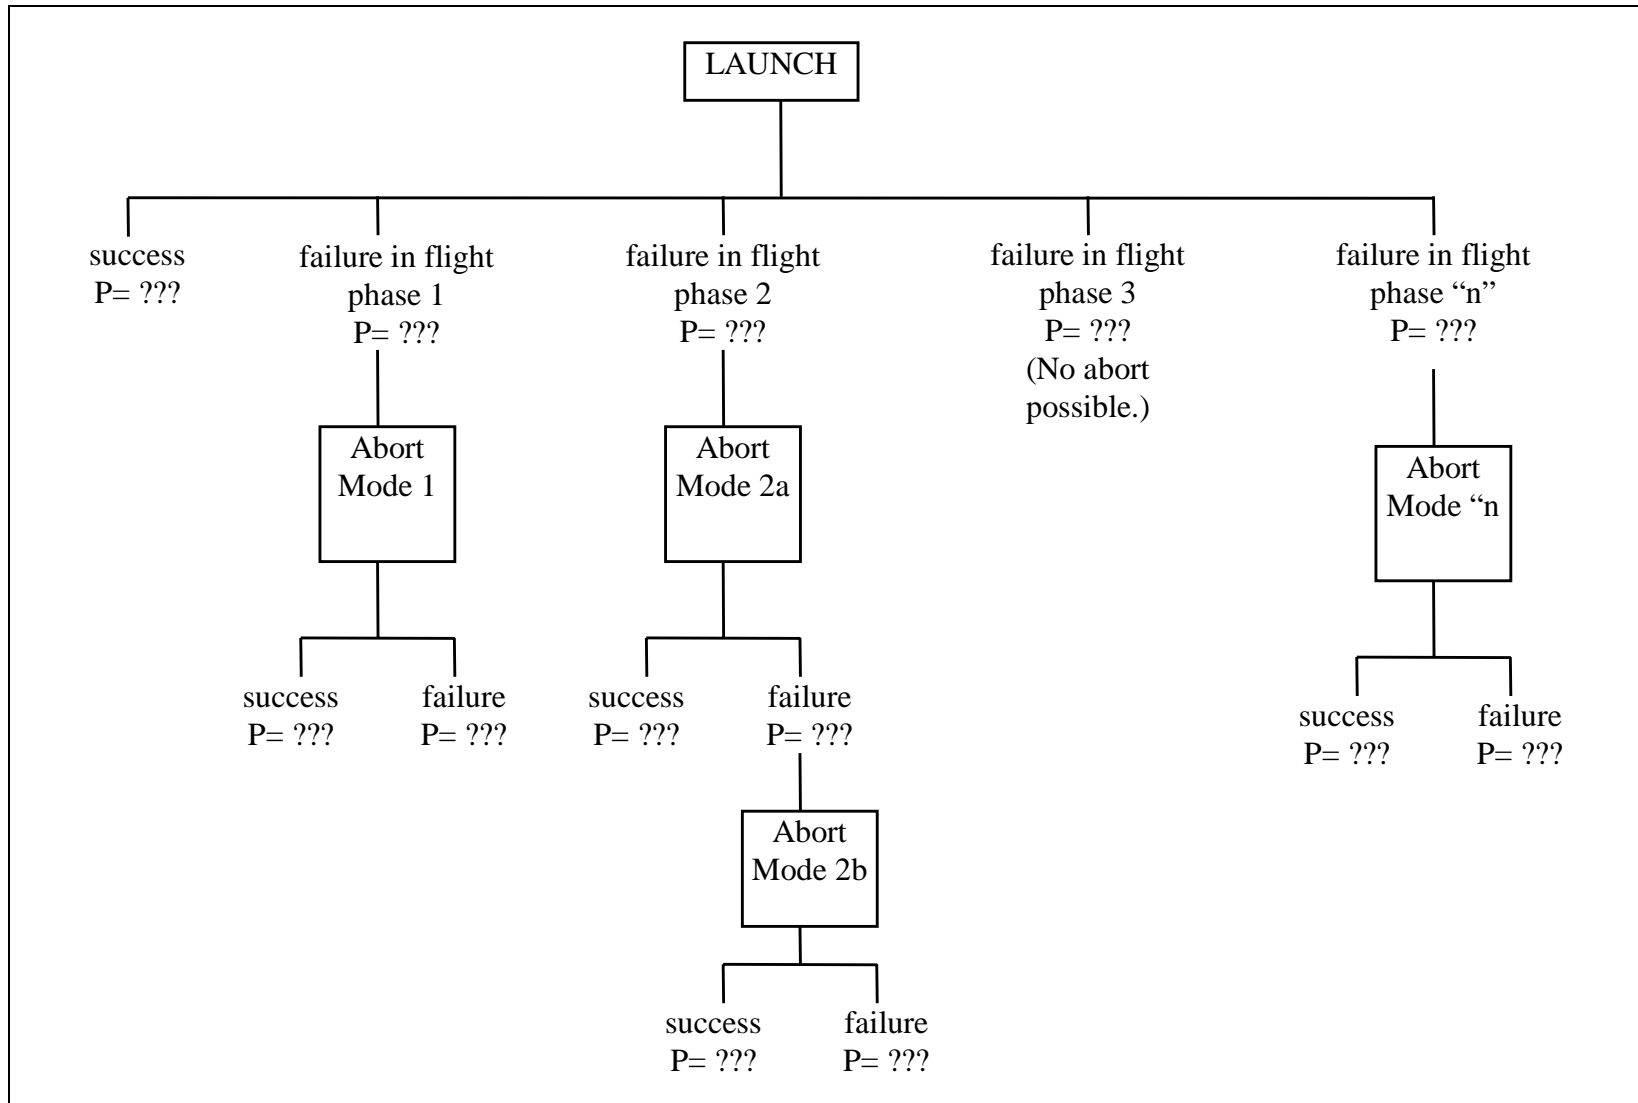 LAUNCH
success
P= ???
failure in flight
phase 1
P= ???
failure in flight
phase 2
P= ???
failure in flight
phase 3
P= ???
(No abort
possible.)
failure in flight
phase “n”
P= ???
Abort
Mode 1
Abort
Mode 2a
Abort
Mode “n
success
P= ???
failure
P= ???
success
P= ???
failure
P= ???
success
P= ???
failure
P= ???
Abort
Mode 2b
success
P= ???
failure
P= ???